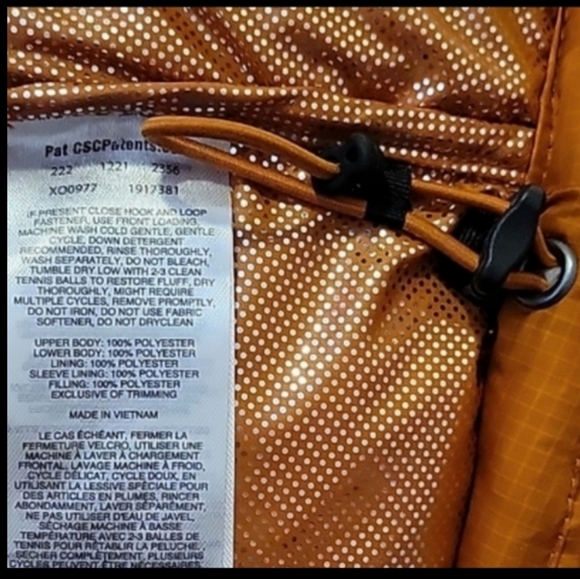 Pat CSCPatents.
222 1221 2356
XO0977 1917381
IF PRESENT CLOSE HOOK AND LOOP
FASTENER, USE FRONT LOADING
MACHINE WASH COLD GENTLE, GENTLE
CYCLE, DOWN DETERGENT
RECOMMENDED, RINSE THOROUGHLY,
WASH SEPARATELY, DO NOT BLEACH,
TUMBLE DRY LOW WITH 2-3 CLEAN
TENNIS BALLS TO RESTORE FLUFF, DRY
THOROUGHLY, MIGHT REQUIRE
MULTIPLE CYCLES, REMOVE PROMPTLY,
DO NOT IRON, DO NOT USE FABRIC
SOFTENER, DO NOT DRYCLEAN
UPPER BODY: 100% POLYESTER
LOWER BODY: 100% POLYESTER
LINING: 100% POLYESTER
SLEEVE LINING: 100% POLYESTER
FILLING: 100% POLYESTER
EXCLUSIVE OF TRIMMING
MADE IN VIETNAM
LE CAS ÉCHÉANT, FERMER LA
FERMETURE VELCRO, UTILISER UNE
MACHINE À LAVER À CHARGEMENT
FRONTAL, LAVAGE MACHINE À FROID,
CYCLE DÉLICAT, CYCLE DOUX, EN
UTILISANT LA LESSIVE SPÉCIALE POUR
DES ARTICLES EN PLUMES, RINCER
ABONDAMMENT, LAVER SÉPARÉMENT,
NE PAS UTILISER D'EAU DE JAVEL,
SÉCHAGE MACHINE À BASSE
TEMPÉRATURE AVEC 2-3 BALLES DE
TENNIS POUR RÉTABLIR LA PELUCHE,
SÉCHER COMPLÈTEMENT, PLUSIEURS
CYCLES PEUVENT ÊTRE NÉCESSAIRES,